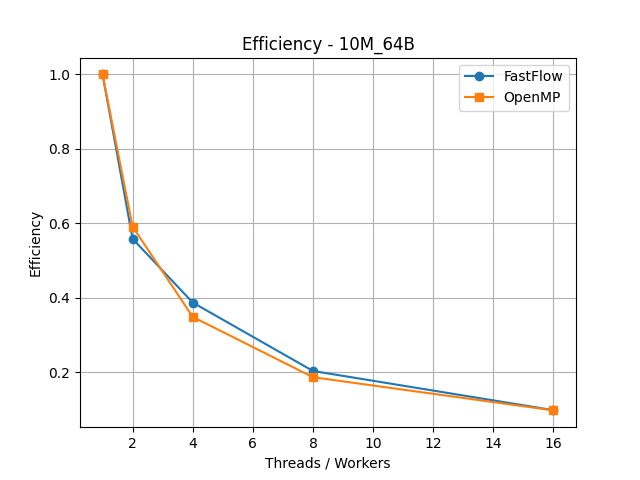 Efficiency - 10M_64B
FastFlow
OpenMP
1.0
0.8
0.6
0.4
0.2
Efficiency
2 4 6 8 10 12 14 16
Threads / Workers